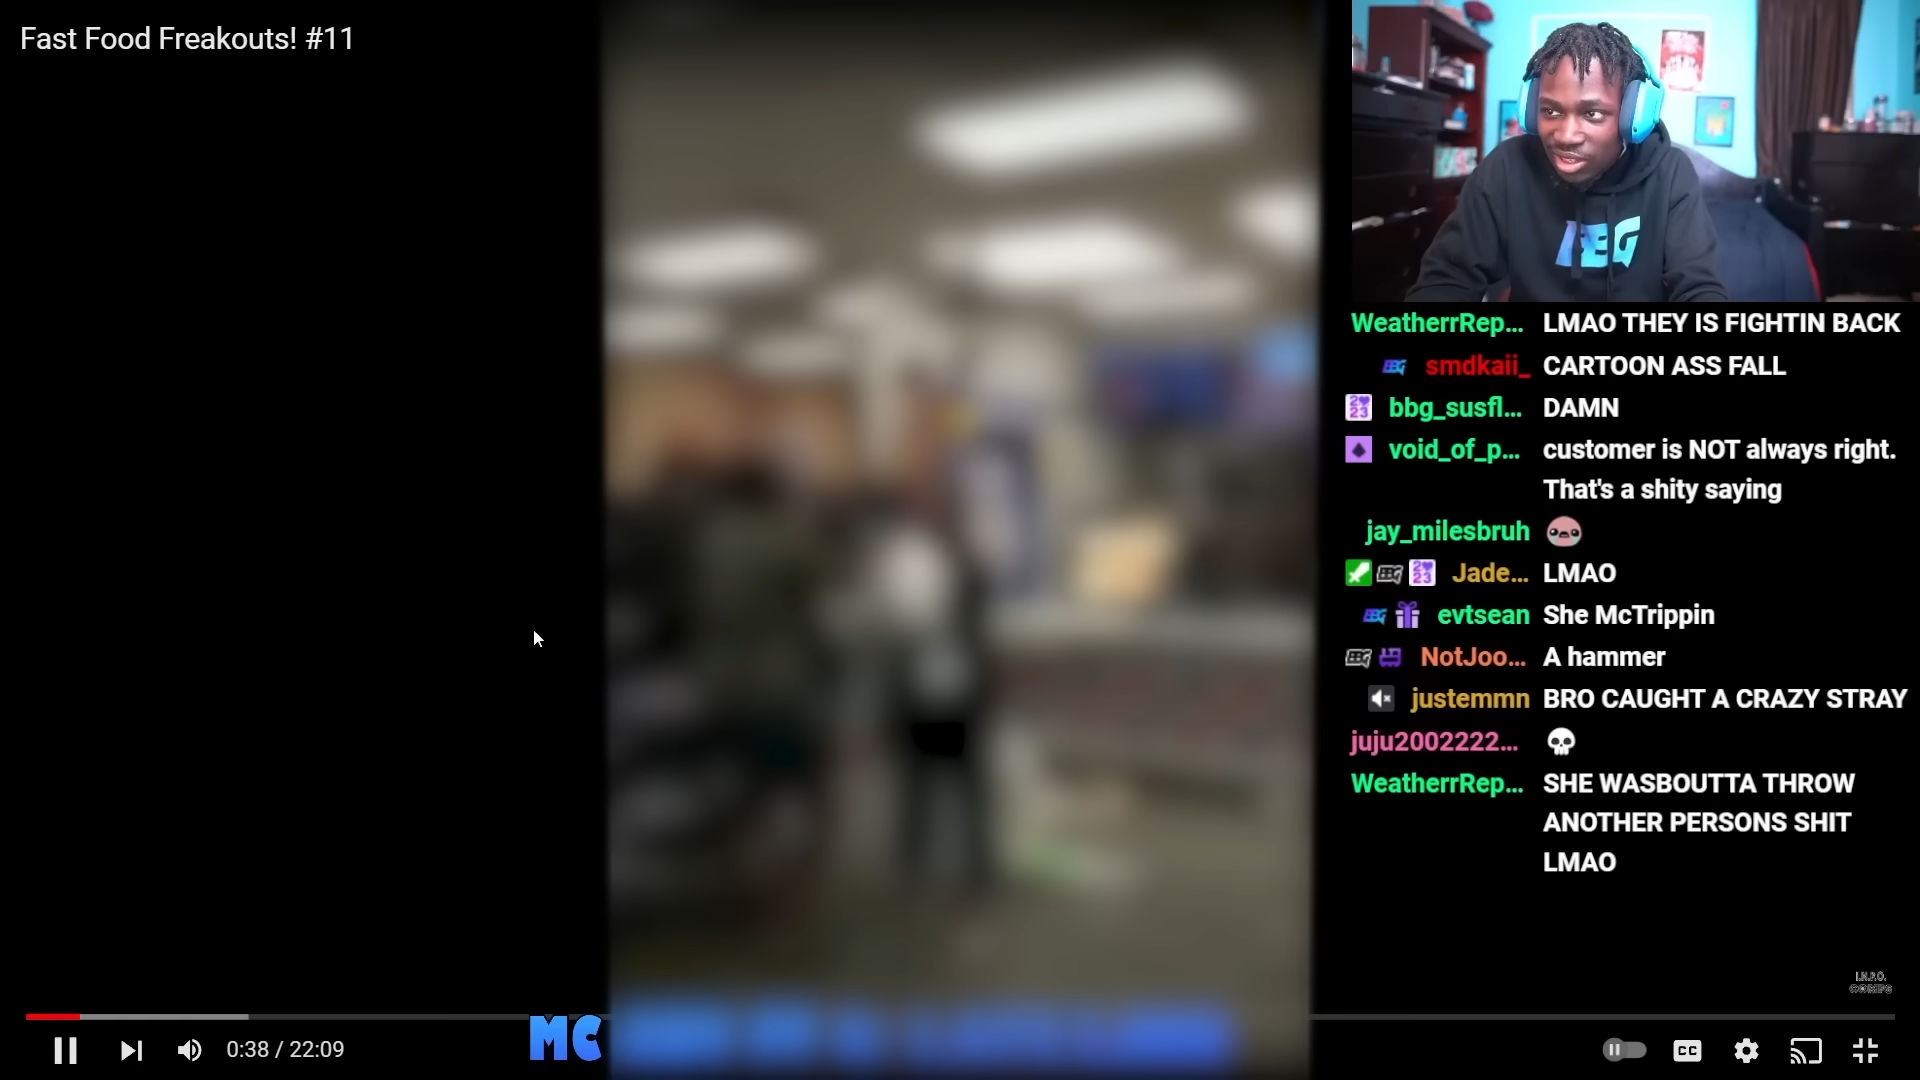 Fast Food Freakouts! #11
WeatherrRep... LMAO THEY IS FIGHTIN BACK
BBG smdkaii_ CARTOON ASS FALL
bbg_susfl... DAMN
void_of_p... customer is NOT always right.
That's a shity saying
jay_milesbruh
Jade... LMAO
evtsean She McTrippin
NotJoo... A hammer
justemmn BRO CAUGHT A CRAZY STRAY
juju2002222...
WeatherrRep... SHE WASBOUTTA THROW
ANOTHER PERSONS SHIT
LMAO
0:38 / 22:09
MC
CC